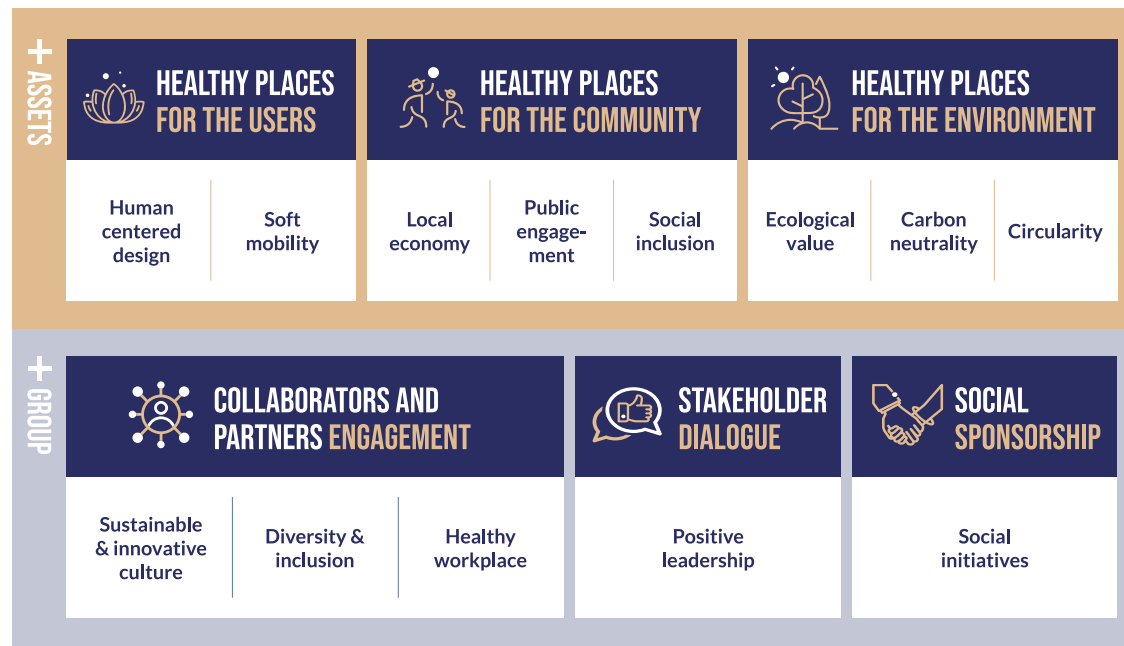 + ASSETS
HEALTHY PLACES
FOR THE USERS
Human
centered
design
Soft
mobility
HEALTHY PLACES
FOR THE COMMUNITY
Local
economy
Public
engage-
ment
Social
inclusion
HEALTHY PLACES
FOR THE ENVIRONMENT
Ecological
value
Carbon
neutrality
Circularity
+ GROUP
COLLABORATORS AND
PARTNERS ENGAGEMENT
Sustainable
& innovative
culture
Diversity &
inclusion
Healthy
workplace
STAKEHOLDER
DIALOGUE
Positive
leadership
SOCIAL
SPONSORSHIP
Social
initiatives